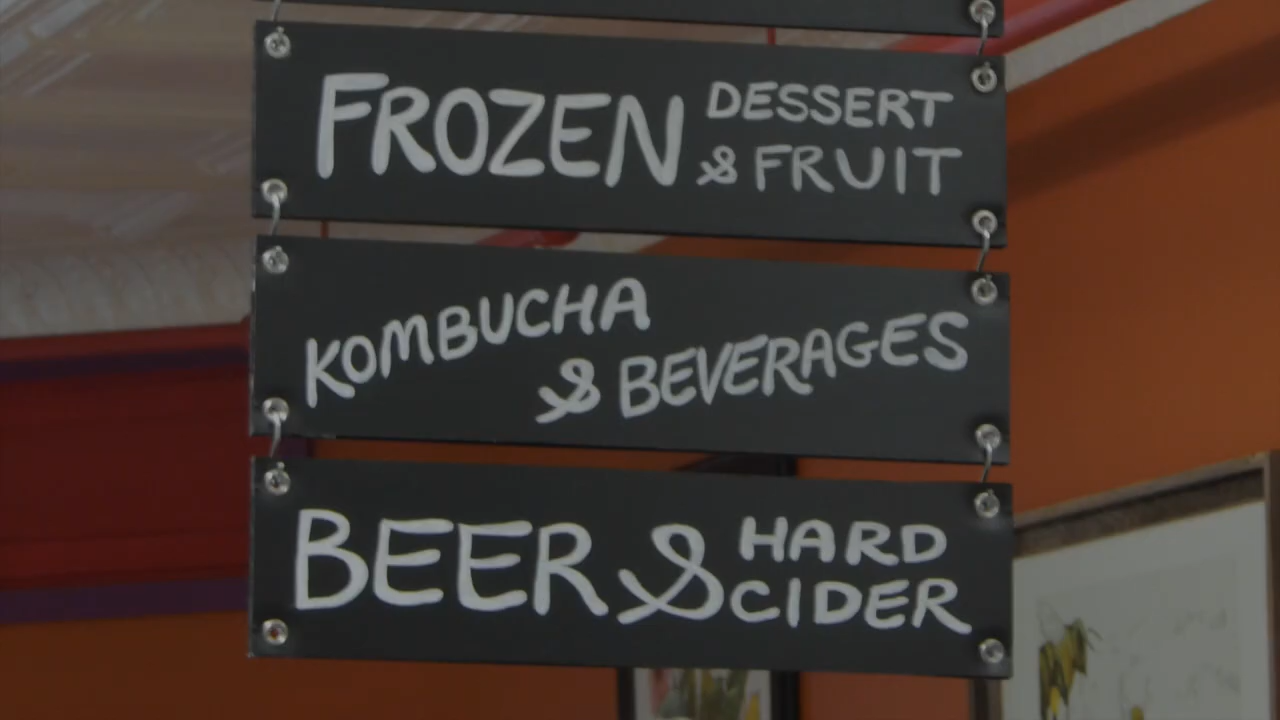 FROZEN DESSERT
& FRUIT
KOMBUCHA
& BEVERAGES
BEER & HARD
CIDER